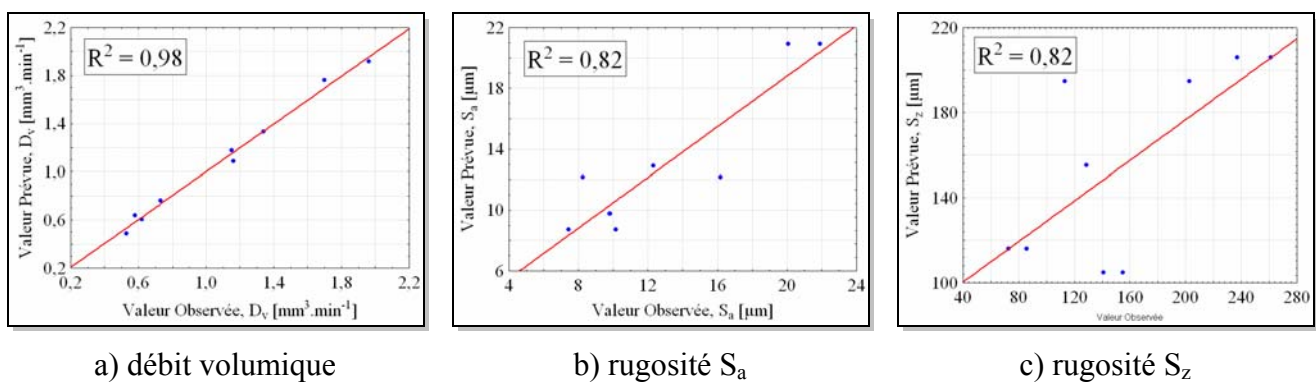 R² = 0,98
Valeur Prévue, Dᵥ [mm³.min⁻¹]
2,2
1,8
1,4
1,0
0,6
0,2
0,2
0,6
1,0
1,4
1,8
2,2
Valeur Observée, Dᵥ [mm³.min⁻¹]
a) débit volumique
R² = 0,82
Valeur Prévue, Sₐ [µm]
22
18
14
10
6
4
8
12
16
20
24
Valeur Observée, Sₐ [µm]
b) rugosité Sₐ
R² = 0,82
Valeur Prévue, S_z [µm]
220
180
140
100
40
80
120
160
200
240
280
Valeur Observée
c) rugosité S_z